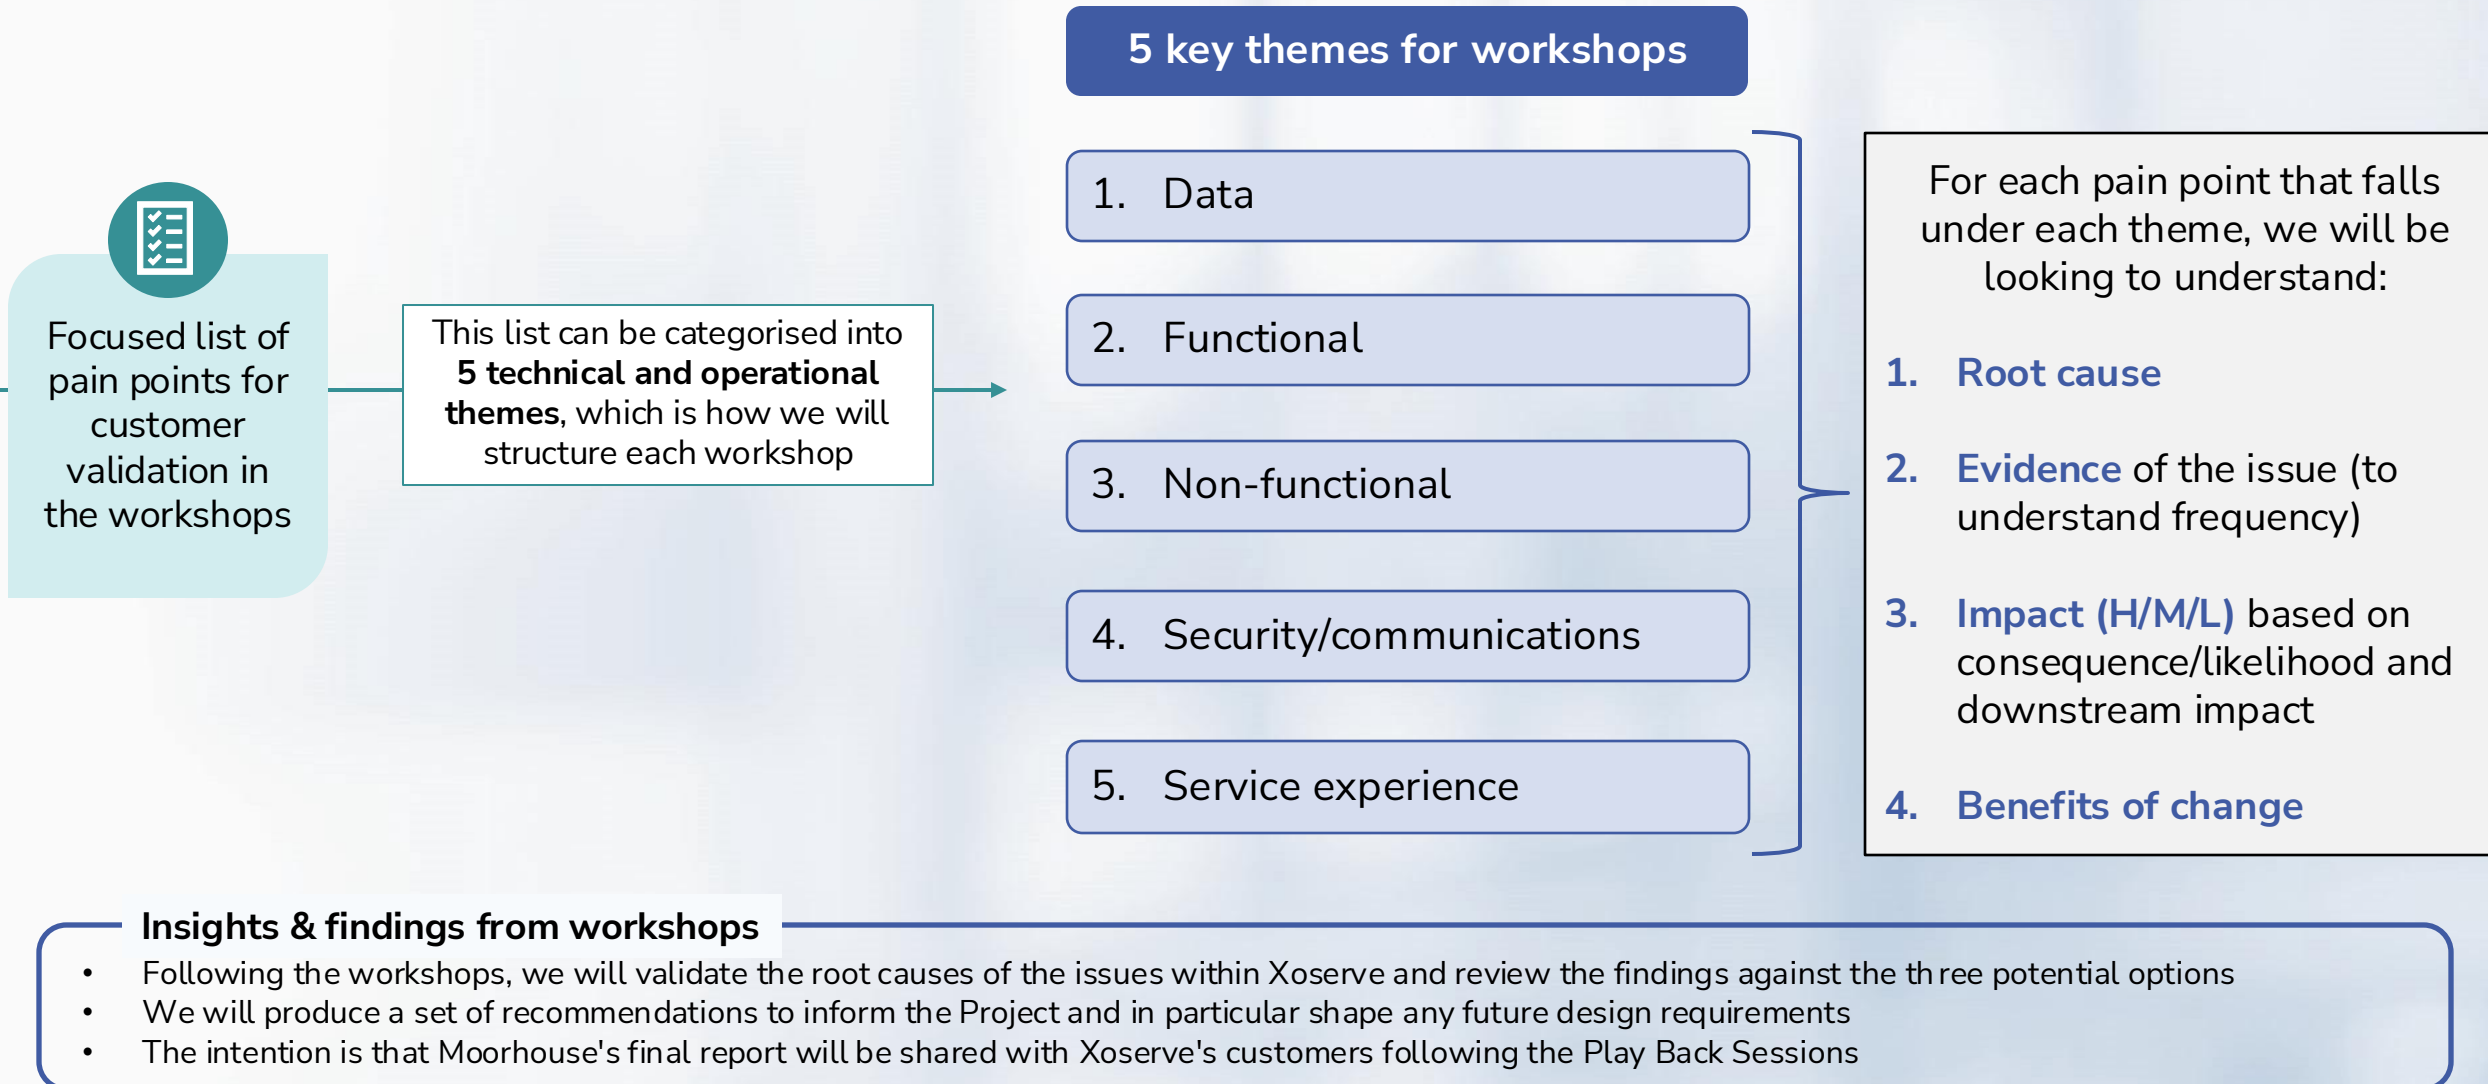 5 key themes for workshops
Focused list of
pain points for
customer
validation in
the workshops
This list can be categorised into
5 technical and operational
themes, which is how we will
structure each workshop
1. Data
2. Functional
3. Non-functional
4. Security/communications
5. Service experience
For each pain point that falls
under each theme, we will be
looking to understand:
1. Root cause
2. Evidence of the issue (to
understand frequency)
3. Impact (H/M/L) based on
consequence/likelihood and
downstream impact
4. Benefits of change
Insights & findings from workshops
• Following the workshops, we will validate the root causes of the issues within Xoserve and review the findings against the three potential options
• We will produce a set of recommendations to inform the Project and in particular shape any future design requirements
• The intention is that Moorhouse's final report will be shared with Xoserve's customers following the Play Back Sessions